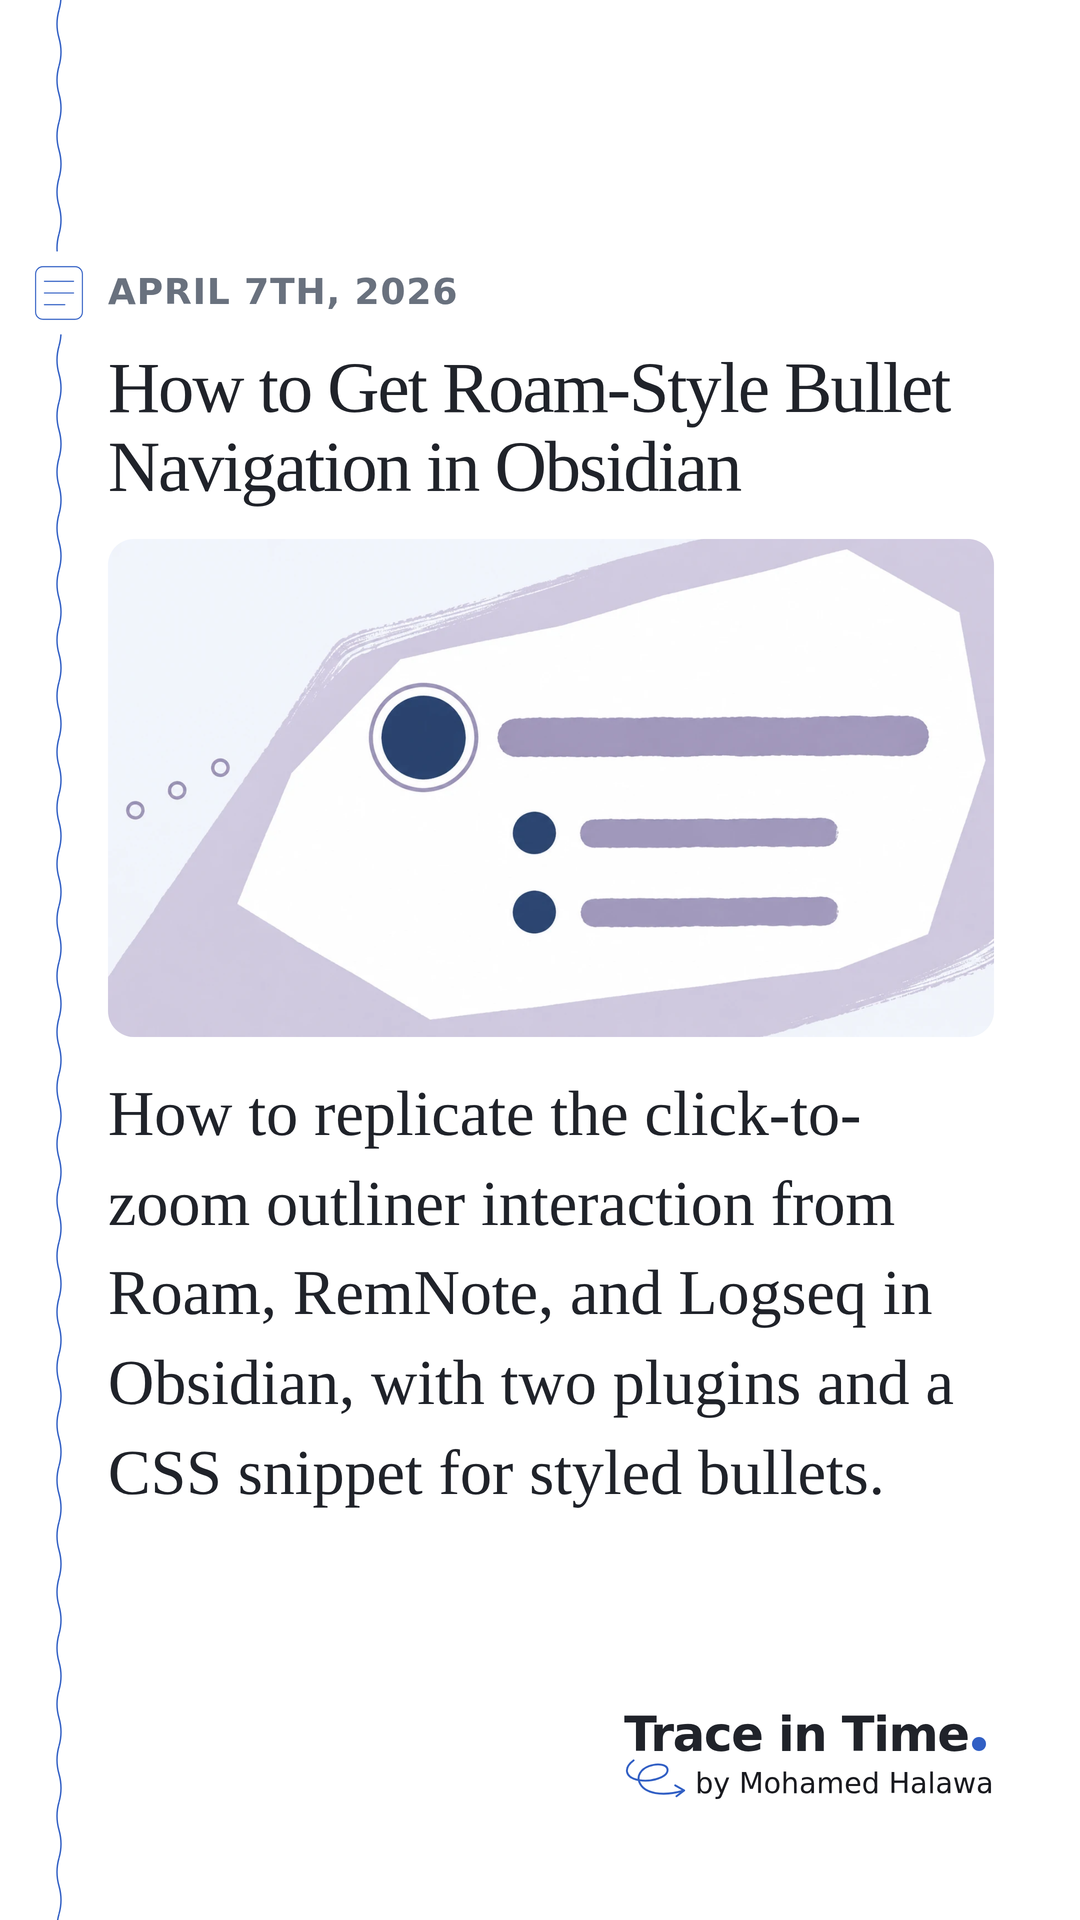 APRIL 7TH, 2026
How to Get Roam-Style Bullet
Navigation in Obsidian
How to replicate the click-to-
zoom outliner interaction from
Roam, RemNote, and Logseq in
Obsidian, with two plugins and a
CSS snippet for styled bullets.
Trace in Time.
by Mohamed Halawa